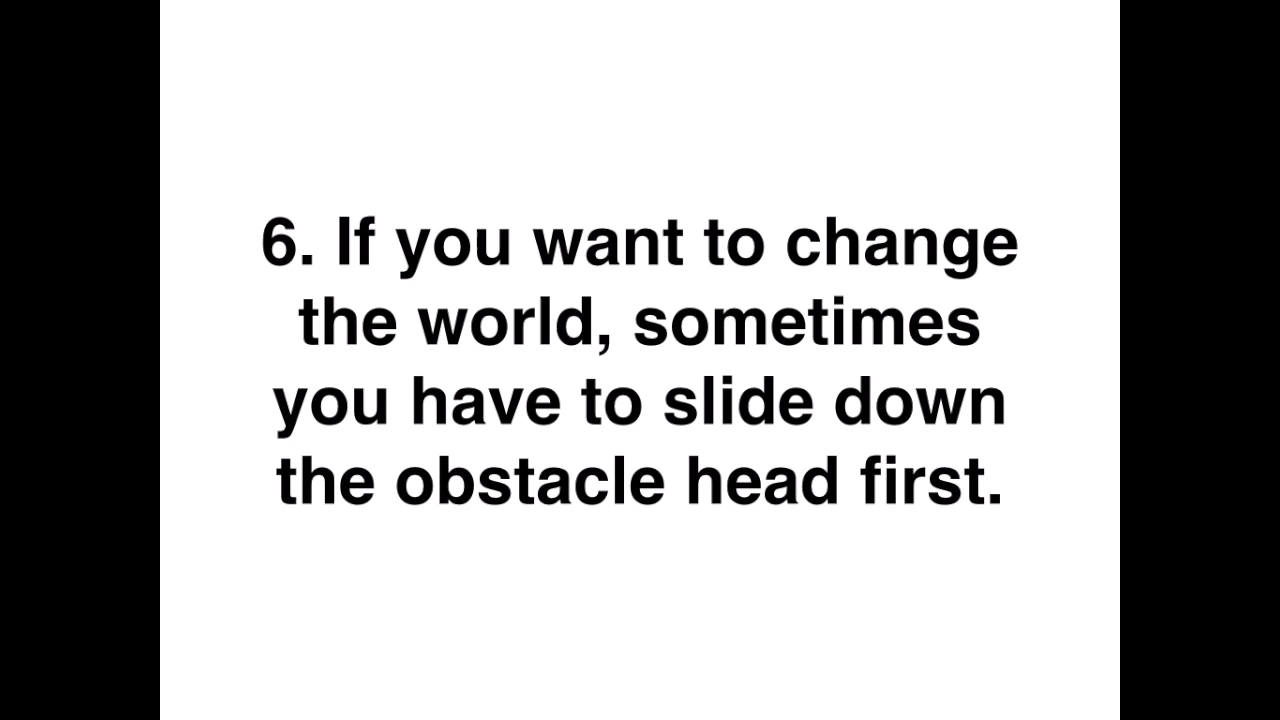 6. If you want to change
the world, sometimes
you have to slide down
the obstacle head first.